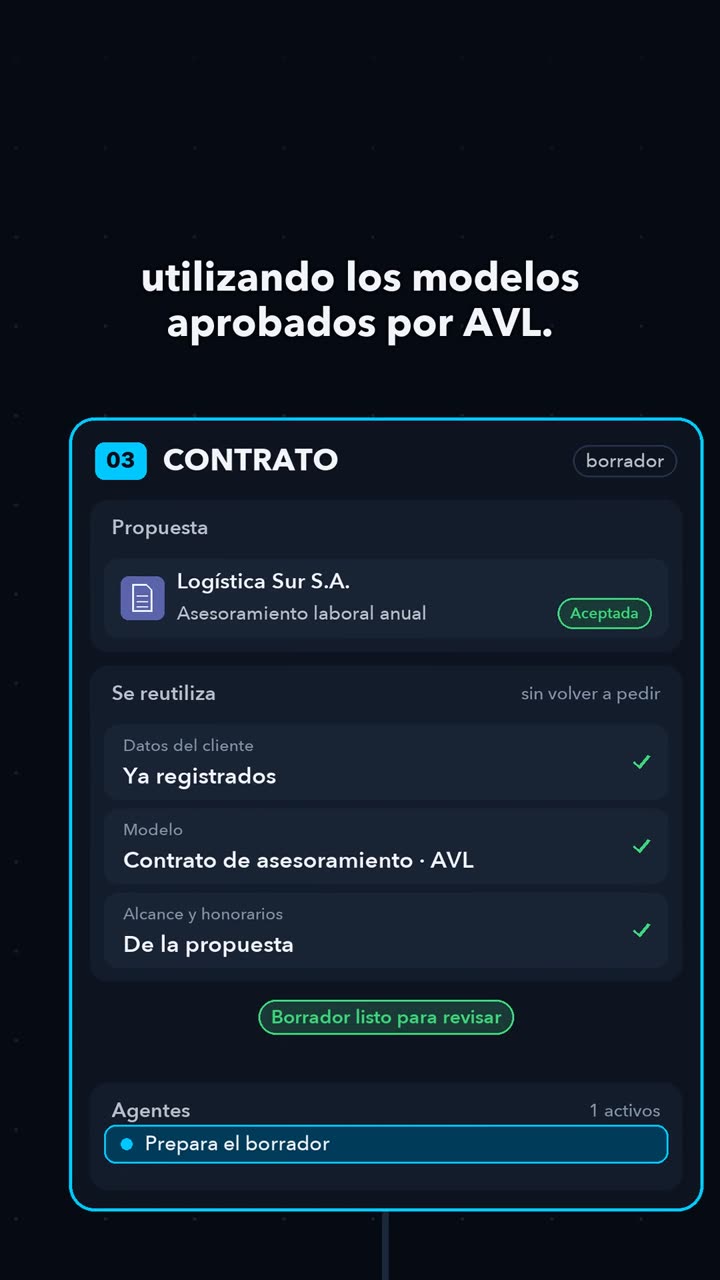 utilizando los modelos
aprobados por AVL.
03 CONTRATO borrador
Propuesta
Logística Sur S.A.
Asesoramiento laboral anual Aceptada
Se reutiliza sin volver a pedir
Datos del cliente
Ya registrados
Modelo
Contrato de asesoramiento · AVL
Alcance y honorarios
De la propuesta
Borrador listo para revisar
Agentes 1 activos
Prepara el borrador